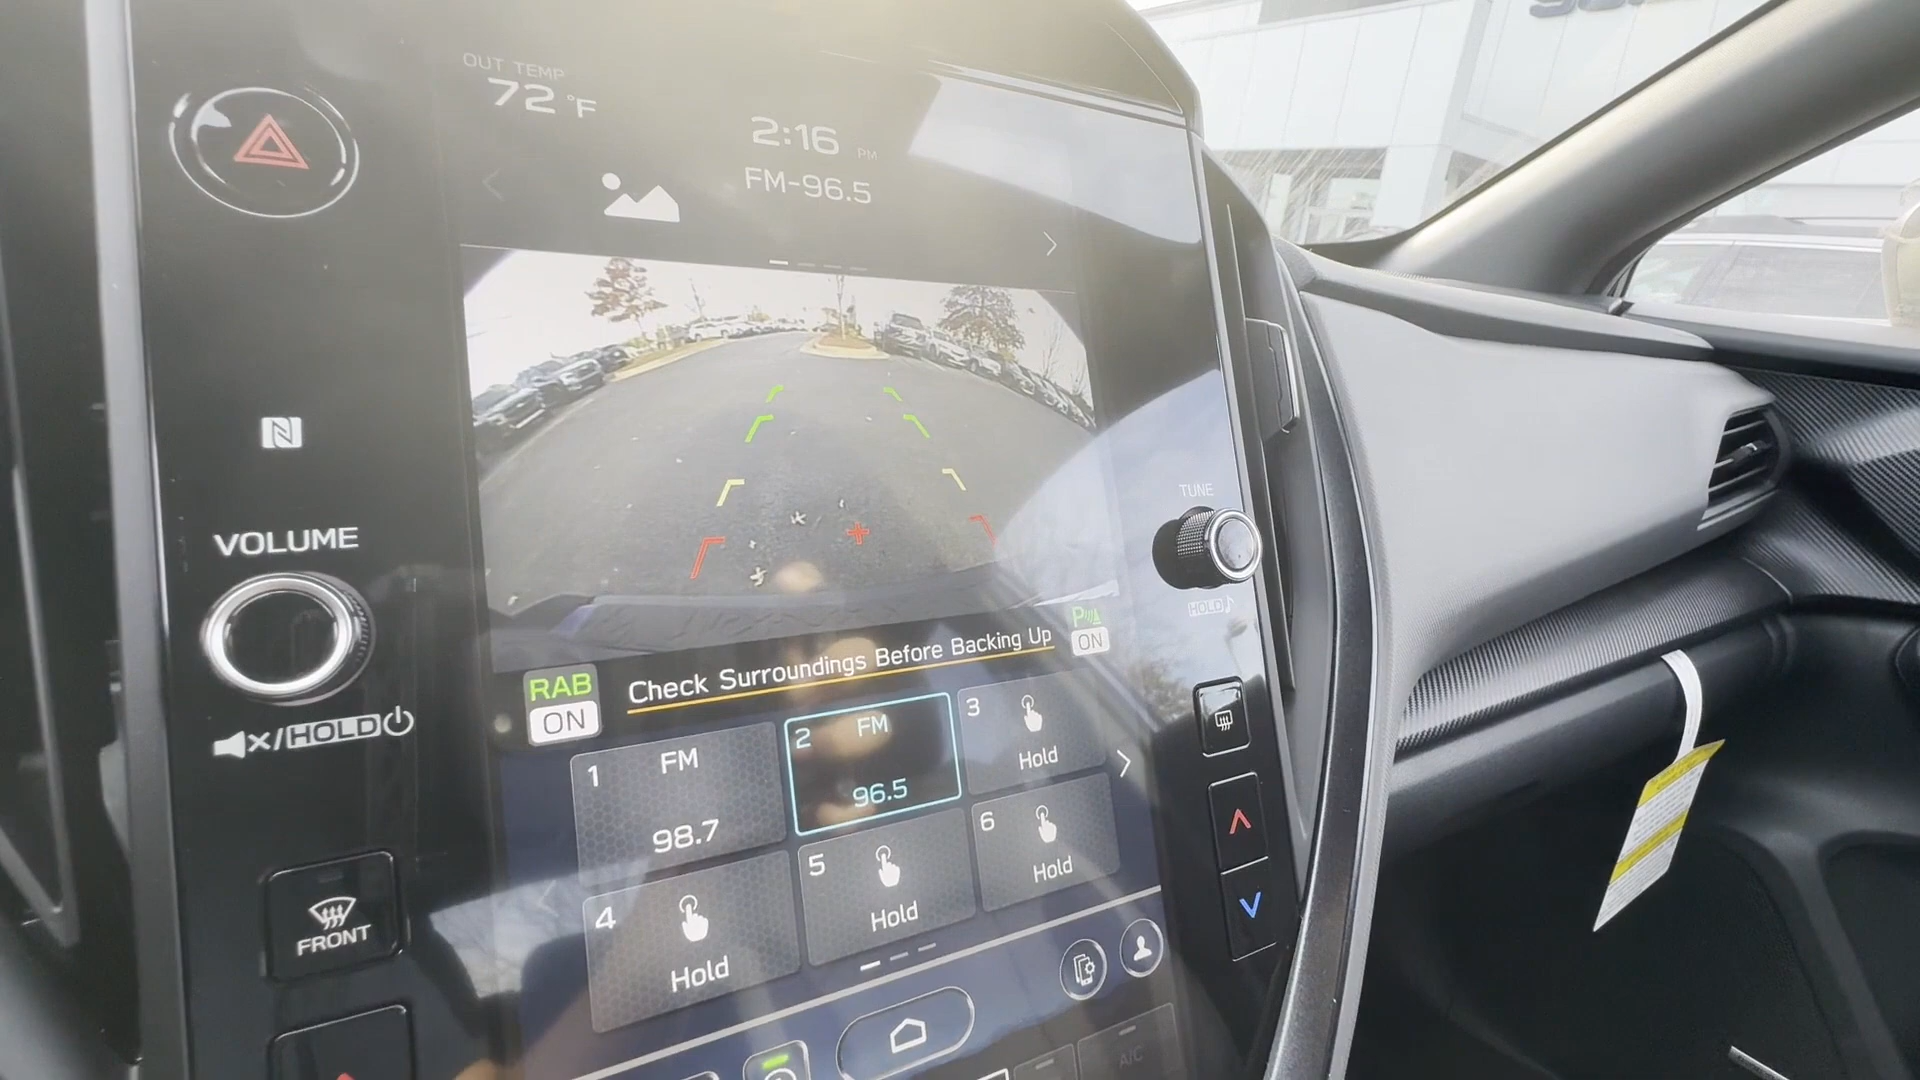 OUT TEMP
72 °F
2:16 PM
FM-96.5
VOLUME
/HOLD
TUNE
HOLD
RAB
ON
Check Surroundings Before Backing Up
P
ON
1 FM
98.7
2 FM
96.5
3
Hold
4
Hold
5
Hold
6
Hold
FRONT
A/C